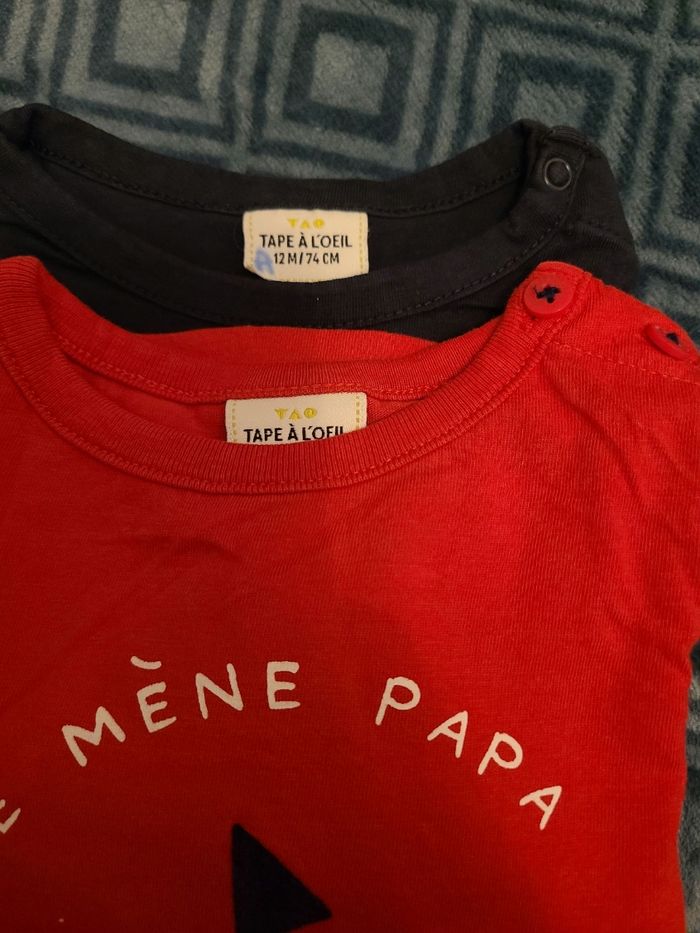 TAO
TAPE À L'OEIL
A 12 M/74 CM
TAO
TAPE À L'OEIL
E MÈNE PAPA